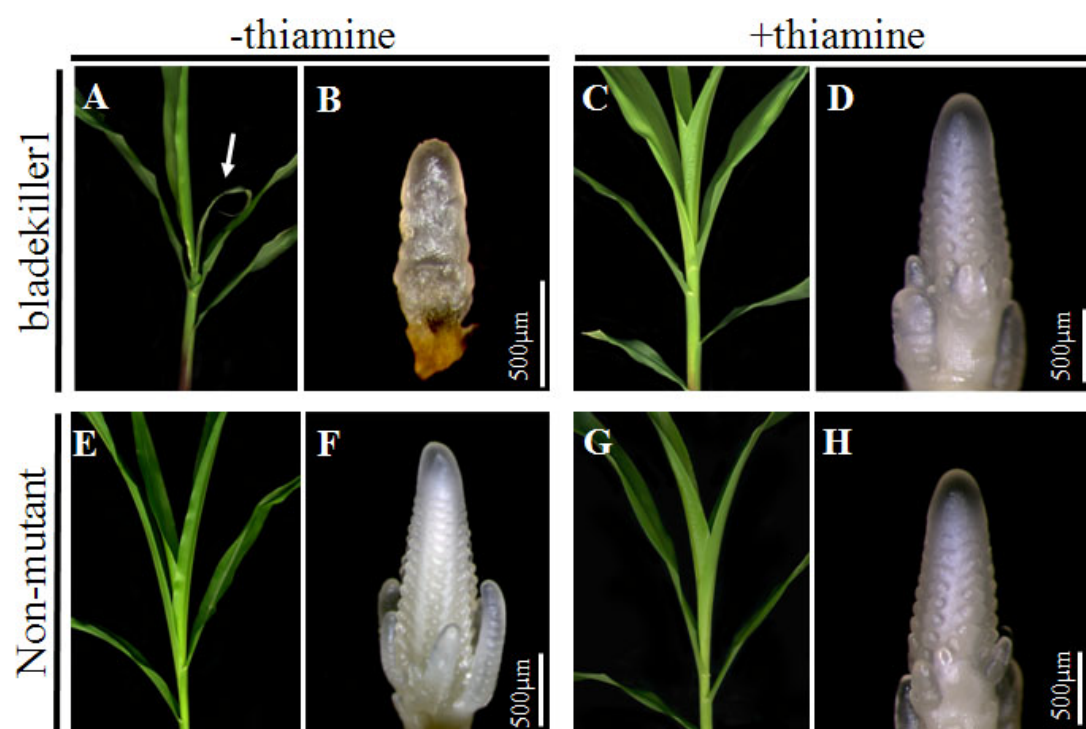 -thiamine
+thiamine
bladekiller1
A
B
500μm
C
D
500μm
Non-mutant
E
F
500μm
G
H
500μm